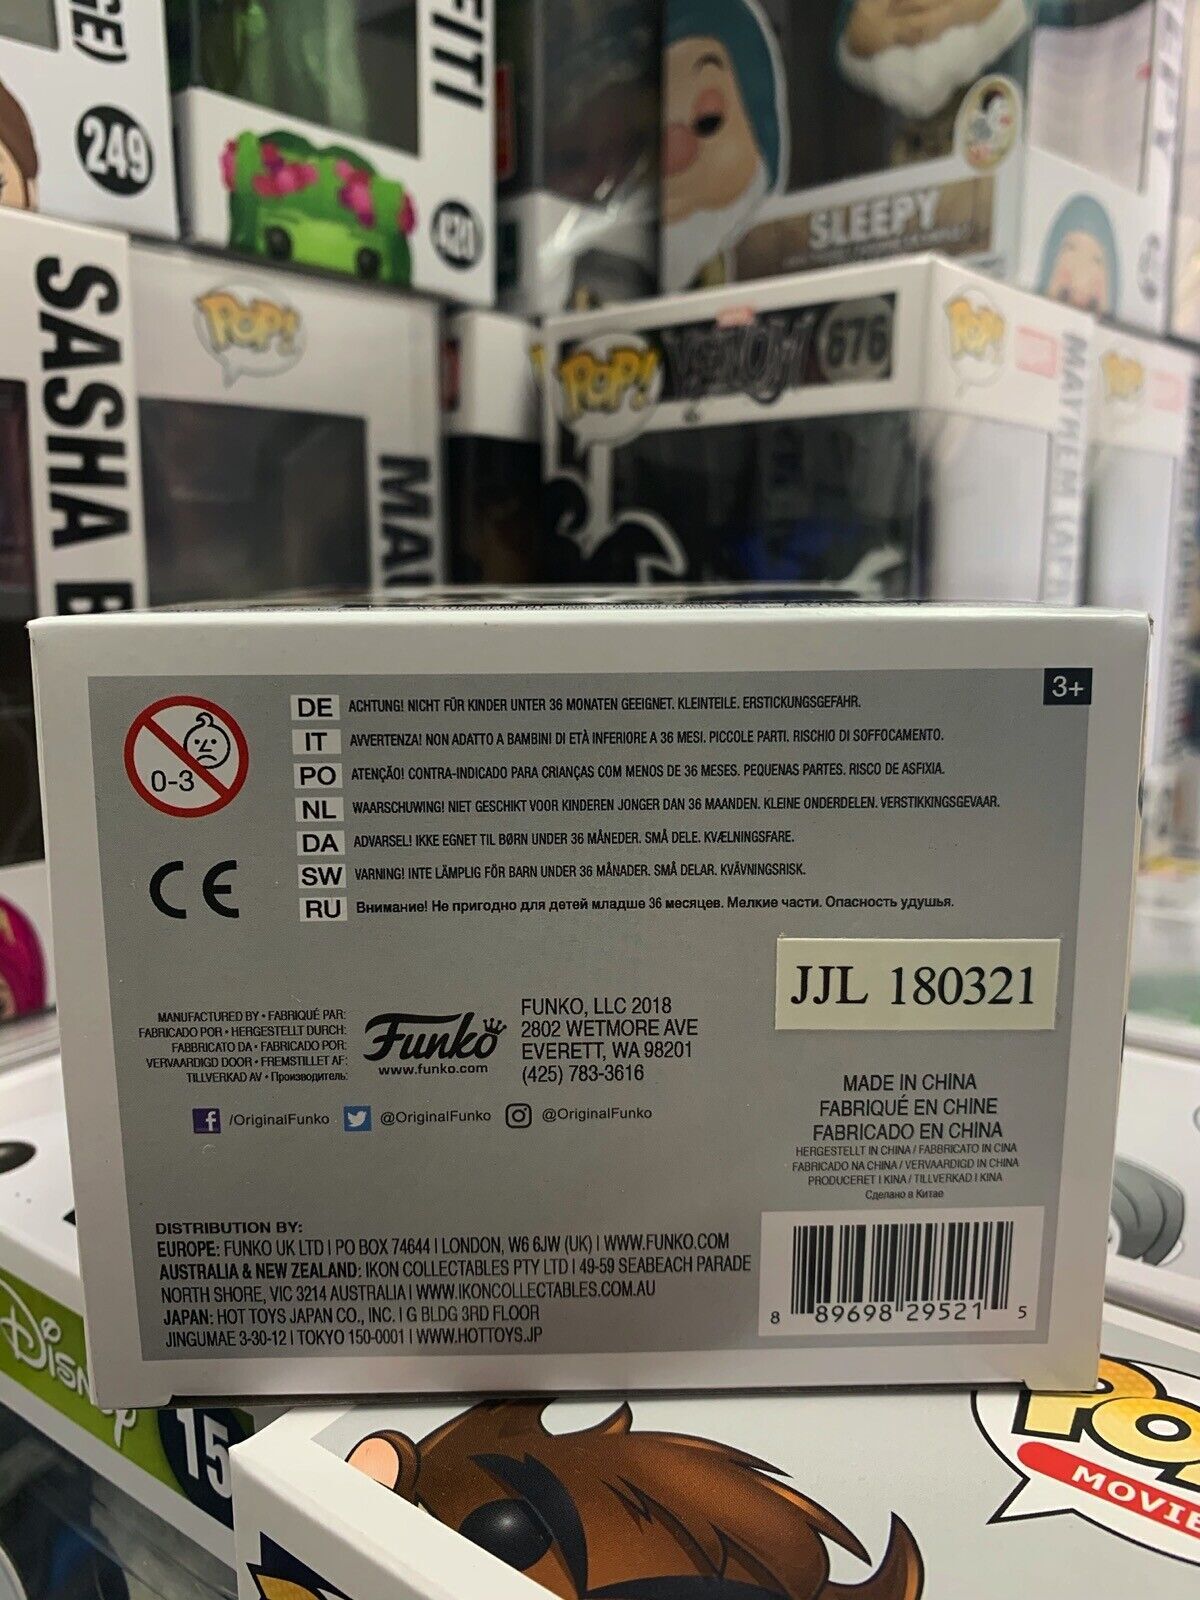 249
FITI
420
SLEEPY
SASHA B
POP!
MAU
POP!
VENOM
676
POP!
MAYHEM
3+
0-3
CE
DE ACHTUNG! NICHT FÜR KINDER UNTER 36 MONATEN GEEIGNET. KLEINTEILE. ERSTICKUNGSGEFAHR.
IT AVVERTENZA! NON ADATTO A BAMBINI DI ETÀ INFERIORE A 36 MESI. PICCOLE PARTI. RISCHIO DI SOFFOCAMENTO.
PO ATENÇÃO! CONTRA-INDICADO PARA CRIANÇAS COM MENOS DE 36 MESES. PEQUENAS PARTES. RISCO DE ASFIXIA.
NL WAARSCHUWING! NIET GESCHIKT VOOR KINDEREN JONGER DAN 36 MAANDEN. KLEINE ONDERDELEN. VERSTIKKINGSGEVAAR.
DA ADVARSEL! IKKE EGNET TIL BØRN UNDER 36 MÅNEDER. SMÅ DELE. KVÆLNINGSFARE.
SW VARNING! INTE LÄMPLIG FÖR BARN UNDER 36 MÅNADER. SMÅ DELAR. KVÄVNINGSRISK.
RU Внимание! Не пригодно для детей младше 36 месяцев. Мелкие части. Опасность удушья.
JJL 180321
MANUFACTURED BY • FABRIQUÉ PAR:
FABRICADO POR • HERGESTELLT DURCH:
FABBRICATO DA • FABRICADO POR:
VERVAARDIGD DOOR • FREMSTILLET AF:
TILLVERKAD AV • Производитель:
Funko
www.funko.com
FUNKO, LLC 2018
2802 WETMORE AVE
EVERETT, WA 98201
(425) 783-3616
/OriginalFunko @OriginalFunko @OriginalFunko
MADE IN CHINA
FABRIQUÉ EN CHINE
FABRICADO EN CHINA
HERGESTELLT IN CHINA / FABBRICATO IN CINA
FABRICADO NA CHINA / VERVAARDIGD IN CHINA
PRODUCERET I KINA / TILLVERKAD I KINA
Сделано в Китае
DISTRIBUTION BY:
EUROPE: FUNKO UK LTD | PO BOX 74644 | LONDON, W6 6JW (UK) | WWW.FUNKO.COM
AUSTRALIA & NEW ZEALAND: IKON COLLECTABLES PTY LTD | 49-59 SEABEACH PARADE
NORTH SHORE, VIC 3214 AUSTRALIA | WWW.IKONCOLLECTABLES.COM.AU
JAPAN: HOT TOYS JAPAN CO., INC. | G BLDG 3RD FLOOR
JINGUMAE 3-30-12 | TOKYO 150-0001 | WWW.HOTTOYS.JP
8 89698 29521 5
Disn
15
PO
MOVIE